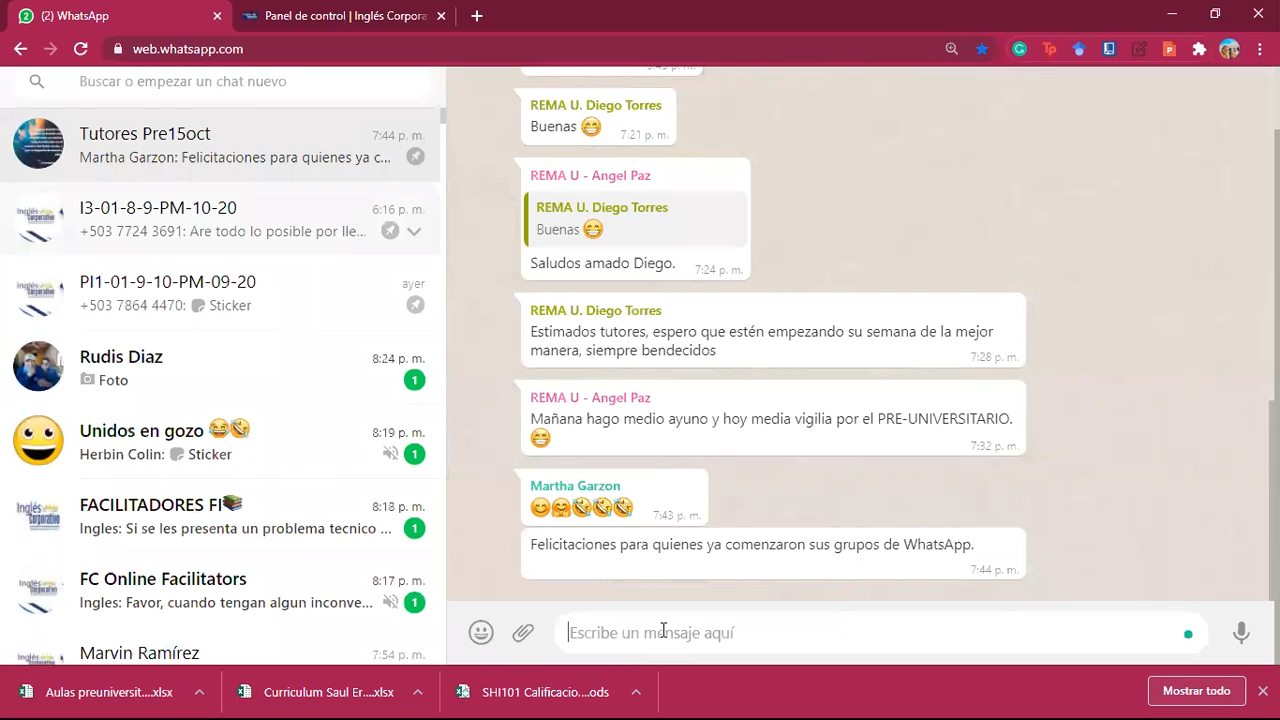 (2) WhatsApp
Panel de control | Inglés Corpora
web.whatsapp.com
Buscar o empezar un chat nuevo
Tutores Pre15oct
7:44 p. m.
Martha Garzon: Felicitaciones para quienes ya c...
I3-01-8-9-PM-10-20
6:16 p. m.
+503 7724 3691: Are todo lo posible por lle...
PI1-01-9-10-PM-09-20
ayer
+503 7864 4470: Sticker
Rudis Diaz
8:24 p. m.
Foto
1
Unidos en gozo 😂🤣
8:19 p. m.
Herbin Colin: Sticker
1
FACILITADORES FI📚
8:18 p. m.
Ingles: Si se les presenta un problema tecnico ...
1
FC Online Facilitators
8:17 p. m.
Ingles: Favor, cuando tengan algun inconve...
1
Marvin Ramírez
7:54 p. m.
REMA U. Diego Torres
Buenas 😁
7:21 p. m.
REMA U - Angel Paz
REMA U. Diego Torres
Buenas 😁
Saludos amado Diego.
7:24 p. m.
REMA U. Diego Torres
Estimados tutores, espero que estén empezando su semana de la mejor
manera, siempre bendecidos
7:28 p. m.
REMA U - Angel Paz
Mañana hago medio ayuno y hoy media vigilia por el PRE-UNIVERSITARIO.
😁
7:32 p. m.
Martha Garzon
😊🤗🤣🤣🤣
7:43 p. m.
Felicitaciones para quienes ya comenzaron sus grupos de WhatsApp.
7:44 p. m.
Escribe un mensaje aquí
Aulas preuniversit....xlsx
Curriculum Saul Er....xlsx
SHI101 Calificacio....ods
Mostrar todo